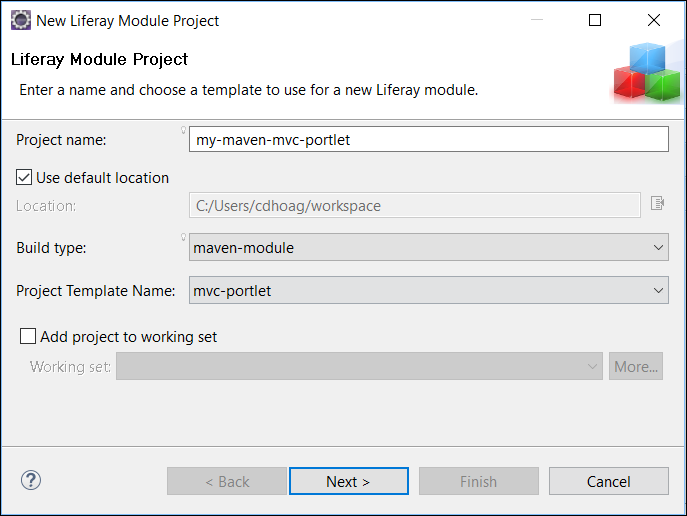 New Liferay Module Project
Liferay Module Project
Enter a name and choose a template to use for a new Liferay module.
Project name: my-maven-mvc-portlet
Use default location
Location: C:/Users/cdhoag/workspace
Build type: maven-module
Project Template Name: mvc-portlet
Add project to working set
Working set: More...
? < Back Next > Finish Cancel